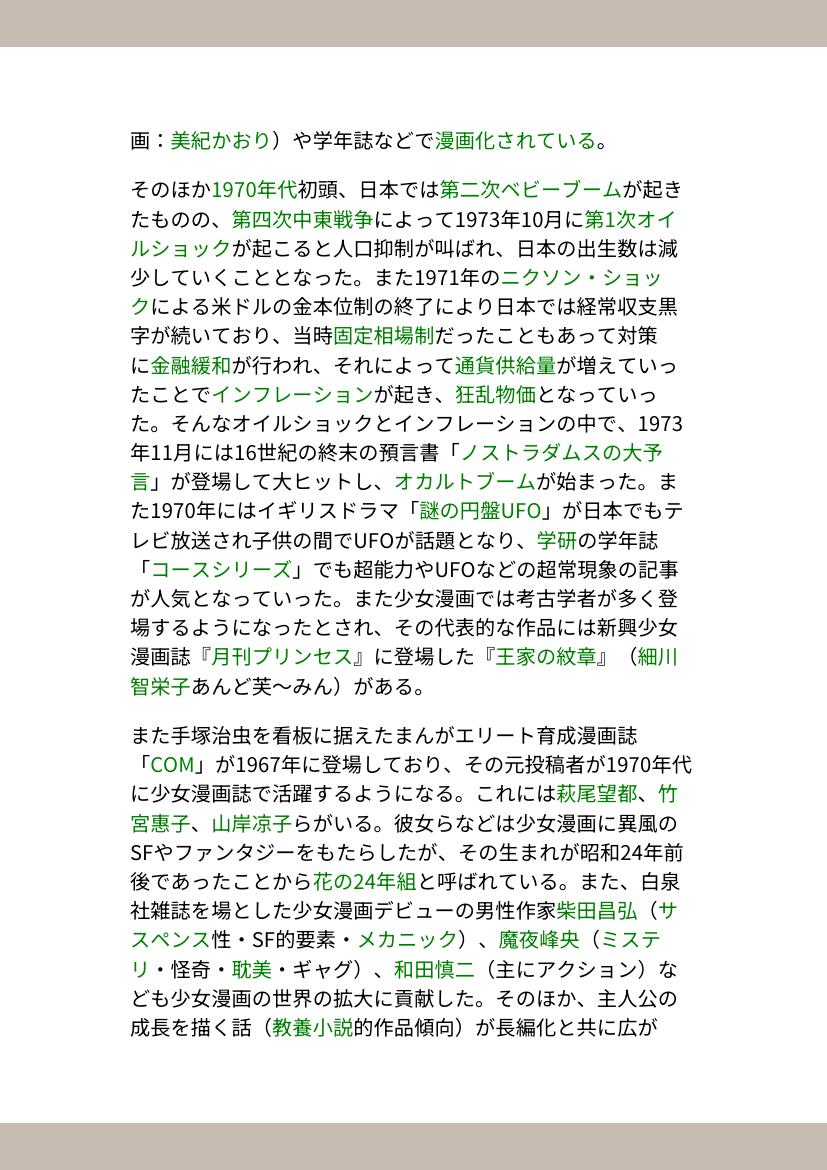 画：美紀かおり）や学年誌などで漫画化されている。
そのほか1970年代初頭、日本では第二次ベビーブームが起き
たものの、第四次中東戦争によって1973年10月に第1次オイ
ルショックが起こると人口抑制が叫ばれ、日本の出生数は減
少していくこととなった。また1971年のニクソン・ショッ
クによる米ドルの金本位制の終了により日本では経常収支黒
字が続いており、当時固定相場制だったこともあって対策
に金融緩和が行われ、それによって通貨供給量が増えていっ
たことでインフレーションが起き、狂乱物価となっていっ
た。そんなオイルショックとインフレーションの中で、1973
年11月には16世紀の終末の預言書「ノストラダムスの大予
言」が登場して大ヒットし、オカルトブームが始まった。ま
た1970年にはイギリスドラマ「謎の円盤UFO」が日本でもテ
レビ放送され子供の間でUFOが話題となり、学研の学年誌
「コースシリーズ」でも超能力やUFOなどの超常現象の記事
が人気となっていった。また少女漫画では考古学者が多く登
場するようになったとされ、その代表的な作品には新興少女
漫画誌『月刊プリンセス』に登場した『王家の紋章』（細川
智栄子あんど芙〜みん）がある。
また手塚治虫を看板に据えたまんがエリート育成漫画誌
「COM」が1967年に登場しており、その元投稿者が1970年代
に少女漫画誌で活躍するようになる。これには萩尾望都、竹
宮惠子、山岸凉子らがいる。彼女らなどは少女漫画に異風の
SFやファンタジーをもたらしたが、その生まれが昭和24年前
後であったことから花の24年組と呼ばれている。また、白泉
社雑誌を場とした少女漫画デビューの男性作家柴田昌弘（サ
スペンス性・SF的要素・メカニック）、魔夜峰央（ミステ
リ・怪奇・耽美・ギャグ）、和田慎二（主にアクション）な
ども少女漫画の世界の拡大に貢献した。そのほか、主人公の
成長を描く話（教養小説的作品傾向）が長編化と共に広が